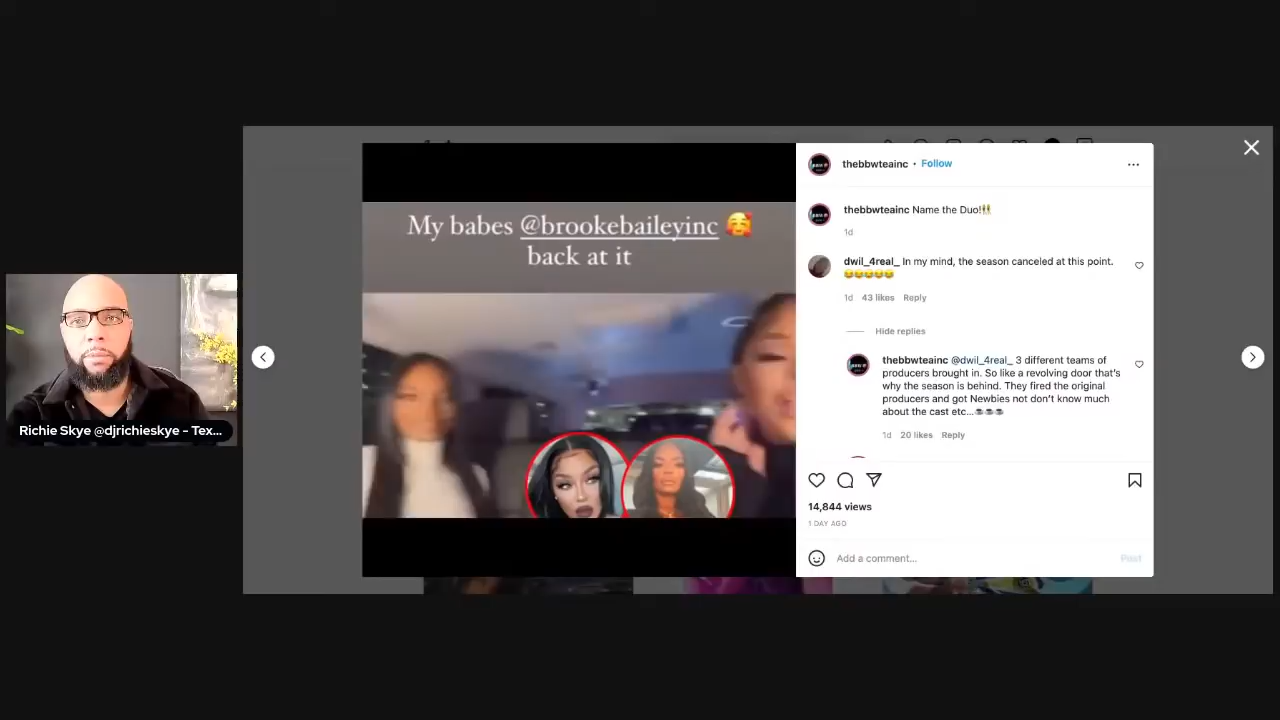 My babes @brookebaileyinc 🥰
back at it
Richie Skye @djrichieskye - Tex...
thebbwteainc • Follow
thebbwteainc Name the Duo!👯
1d
dwil_4real_ In my mind, the season canceled at this point.
😂😂😂😂😂
1d 43 likes Reply
Hide replies
thebbwteainc @dwil_4real_ 3 different teams of
producers brought in. So like a revolving door that's
why the season is behind. They fired the original
producers and got Newbies not don't know much
about the cast etc...☕☕☕
1d 20 likes Reply
14,844 views
1 DAY AGO
Add a comment...
Post